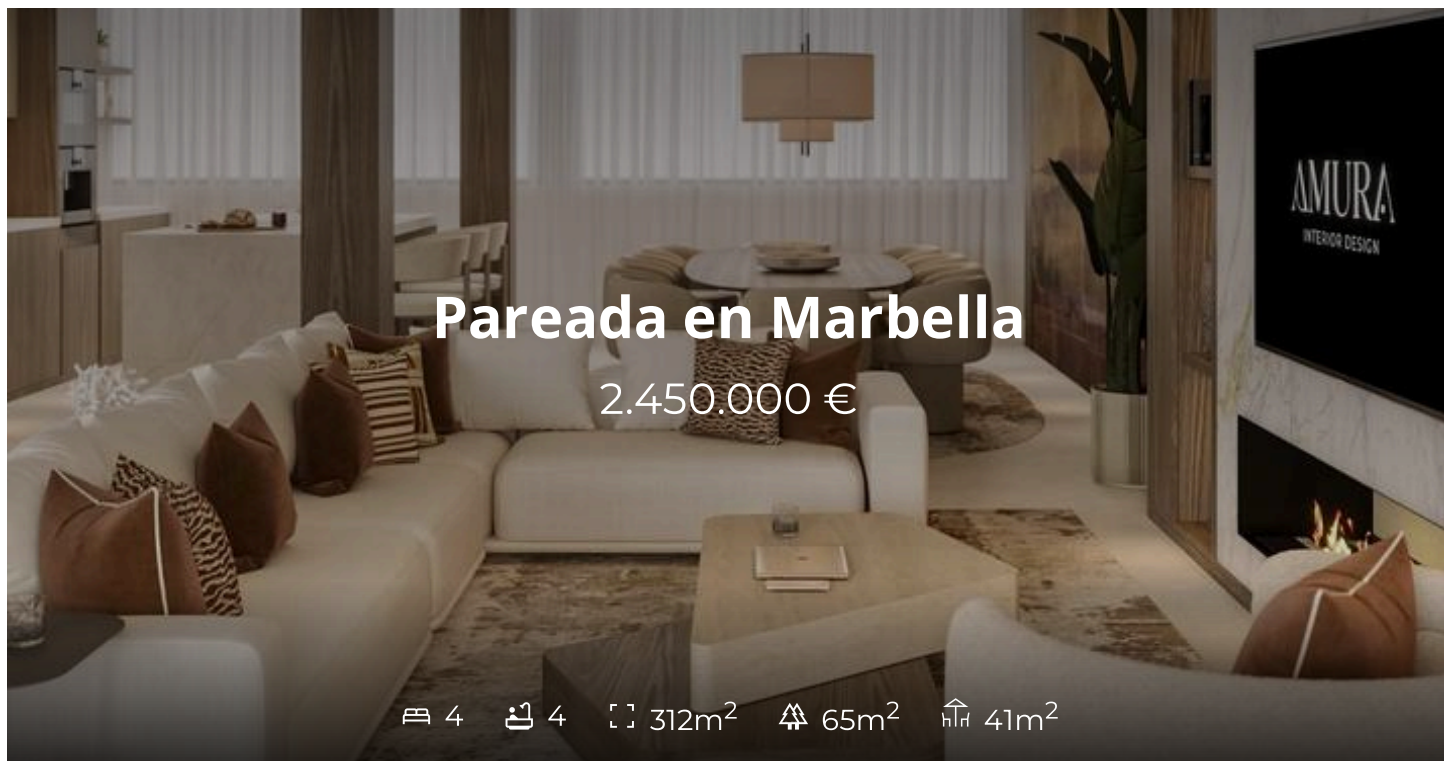 AMURA
INTERIOR DESIGN
Pareada en Marbella
2.450.000 €
4 4 312m² 65m² 41m²